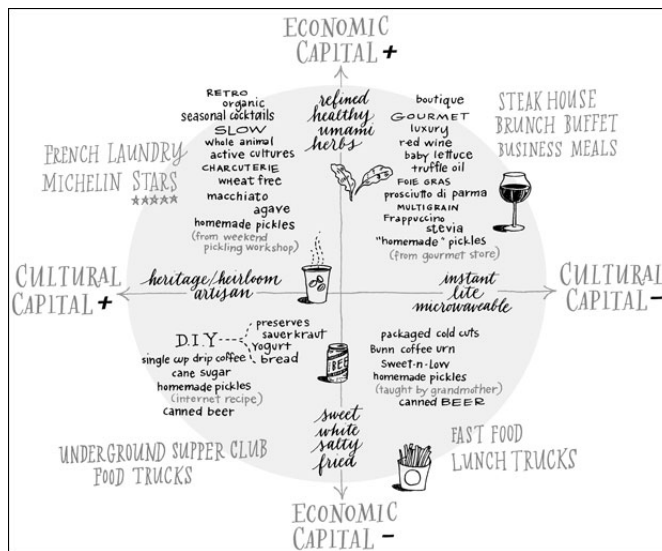 ECONOMIC
CAPITAL +
RETRO
organic
seasonal cocktails
SLOW
whole animal
active cultures
CHARCUTERIE
wheat free
macchiato
agave
homemade pickles
(from weekend
pickling workshop)
refined
healthy
umami
herbs
boutique
GOURMET
luxury
red wine
baby lettuce
truffle oil
FOIE GRAS
prosciutto di parma
MULTIGRAIN
Frappuccino
stevia
"homemade" pickles
(from gourmet store)
STEAK HOUSE
BRUNCH BUFFET
BUSINESS MEALS
FRENCH LAUNDRY
MICHELIN STARS
CULTURAL
CAPITAL +
heritage/heirloom
artisan
instant
lite
microwaveable
CULTURAL
CAPITAL -
D.I.Y
preserves
sauerkraut
Yogurt
bread
single cup drip coffee
cane sugar
homemade pickles
(internet recipe)
canned beer
BEE
packaged cold cuts
Bunn coffee urn
Sweet-n-Low
homemade pickles
(taught by grandmother)
canned BEER
sweet
white
salty
fried
UNDERGROUND SUPPER CLUB
FOOD TRUCKS
FAST FOOD
LUNCH TRUCKS
ECONOMIC
CAPITAL -